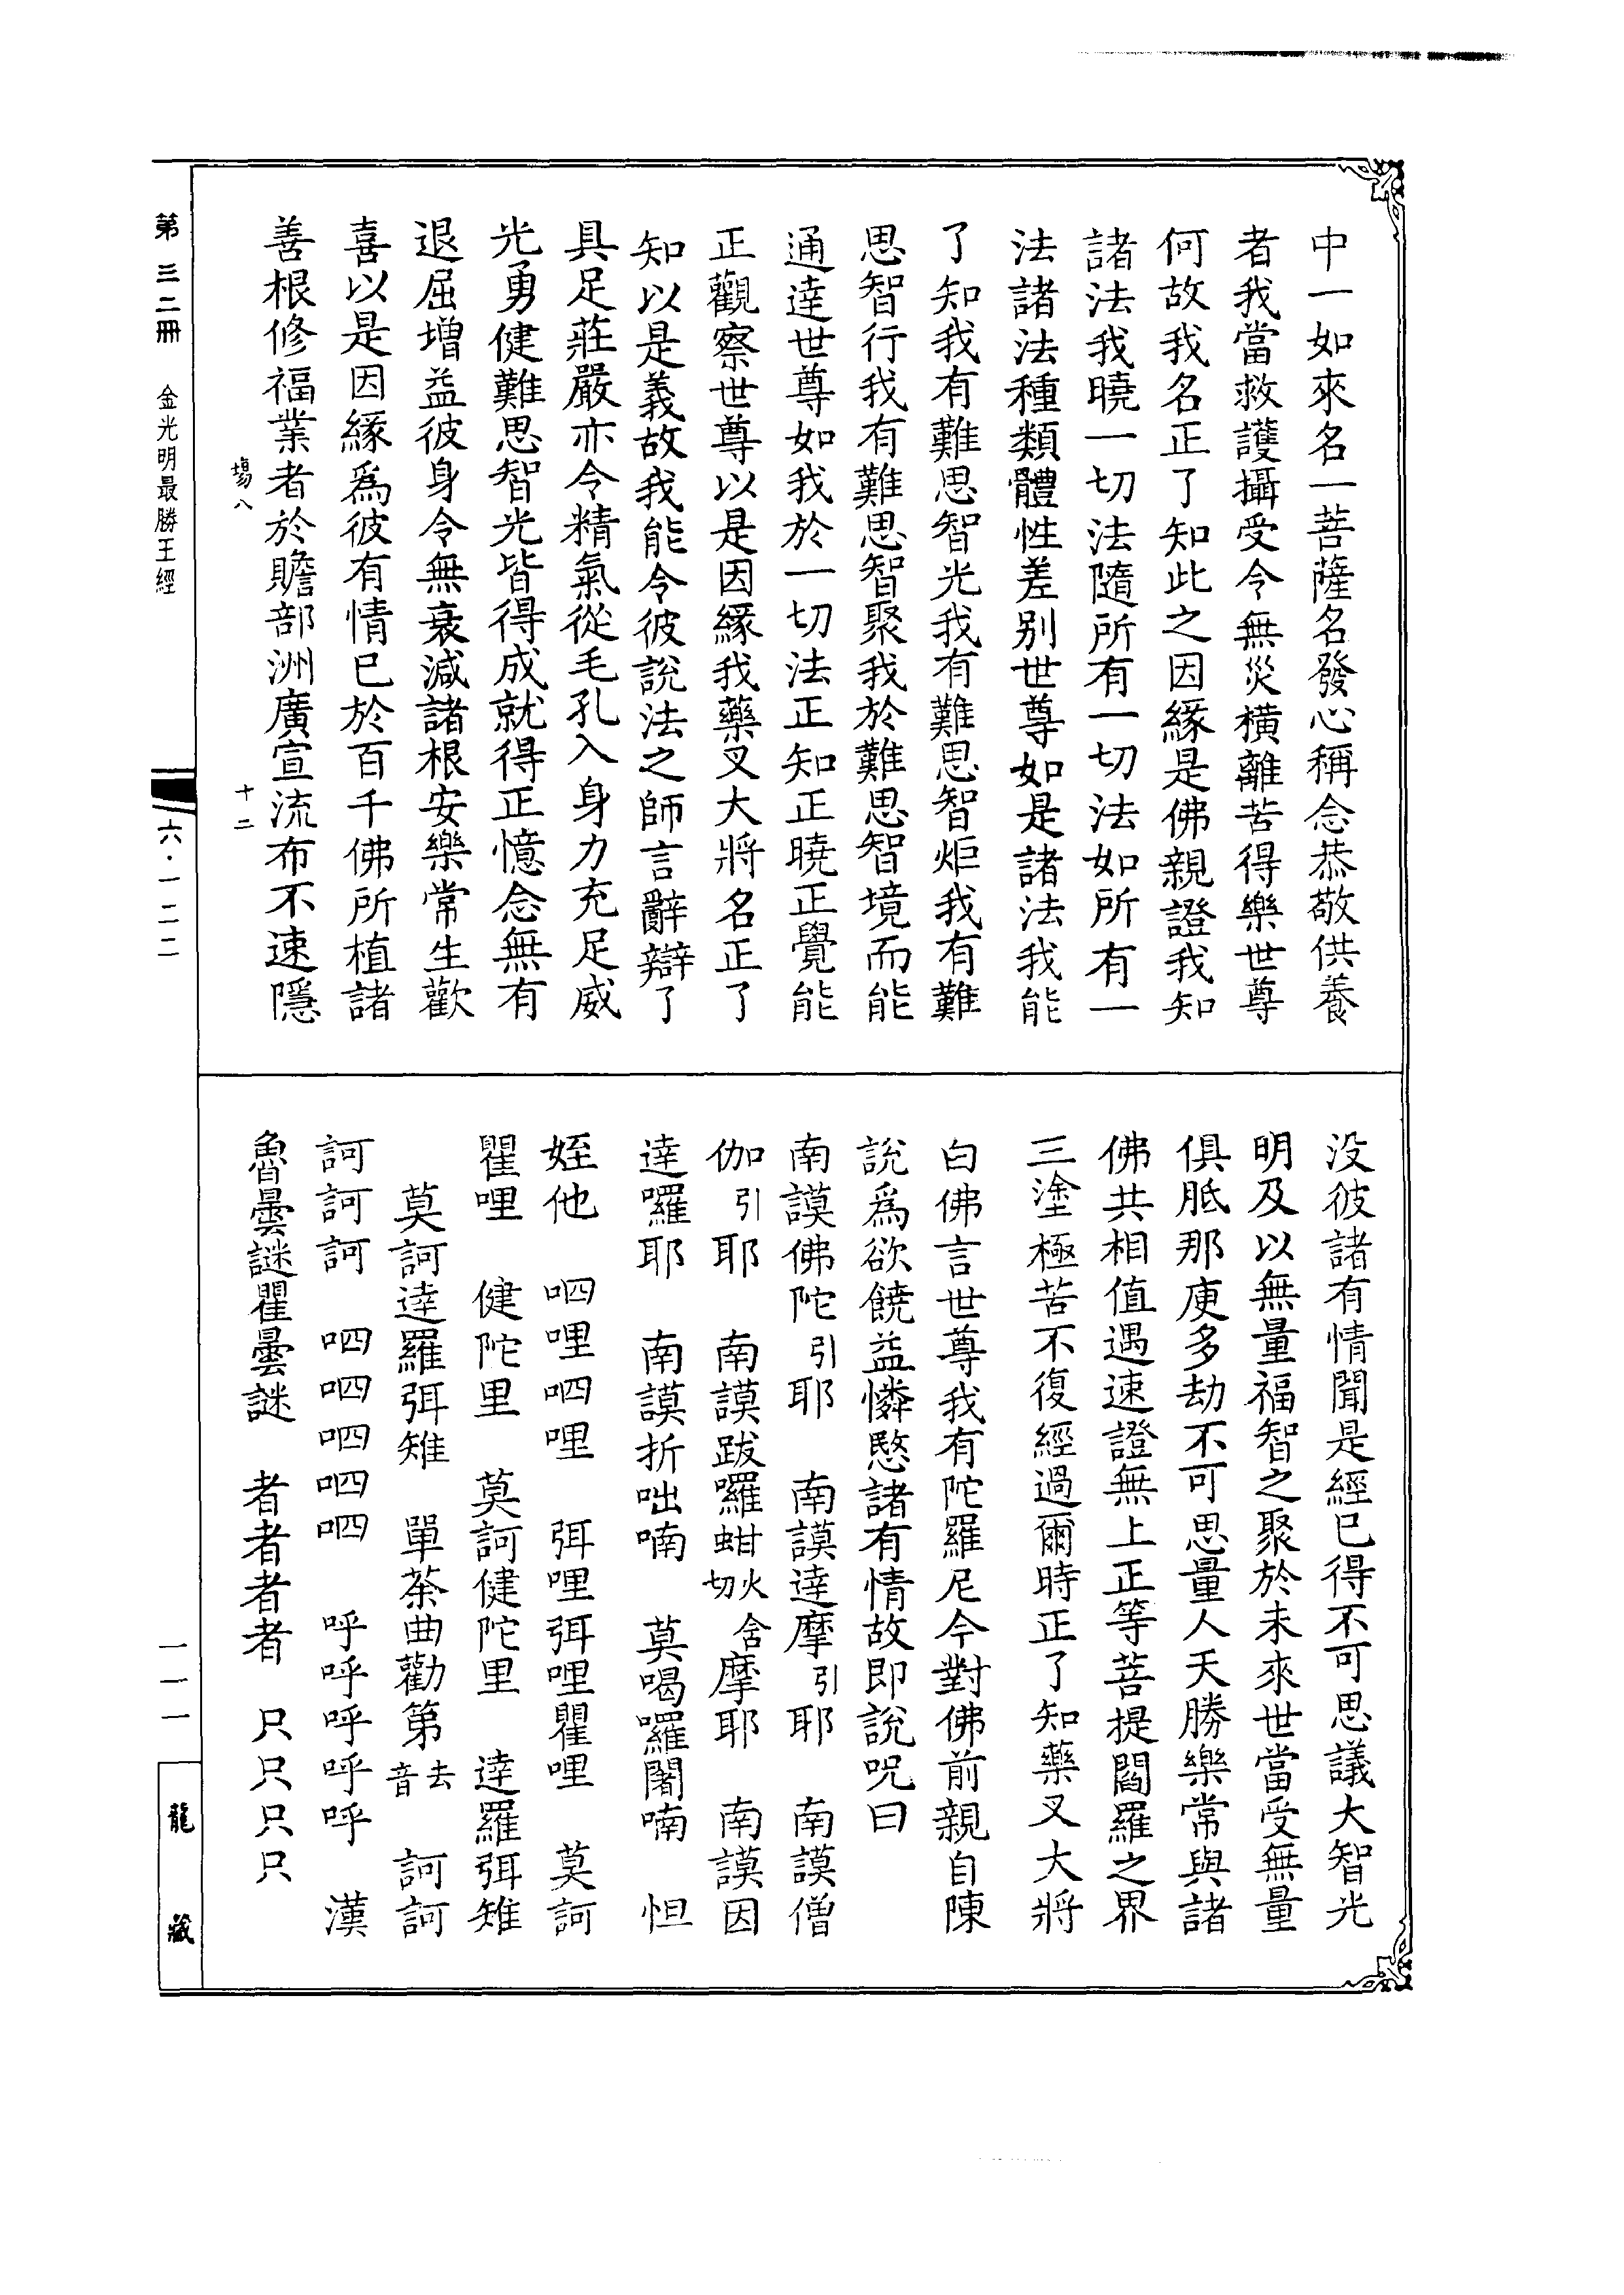 中一如來名一菩薩名發心稱念恭敬供養
者我當救護攝受令無災橫離苦得樂世尊
何故我名正了知此之因緣是佛親證我知
諸法我曉一切法隨所有一切法如所有一
法諸法種類體性差別世尊如是諸法我能
了知我有難思智光我有難思智炬我有難
思智行我有難思智聚我於難思智境而能
通達世尊如我於一切法正知正曉正覺能
正觀察世尊以是因緣我藥叉大將名正了
知以是義故我能令彼說法之師言辭辯了
具足莊嚴亦令精氣從毛孔入身力充足威
光勇健難思智光皆得成就得正憶念無有
退屈增益彼身令無衰減諸根安樂常生歡
喜以是因緣爲彼有情已於百千佛所植諸
善根修福業者於贍部洲廣宣流布不速隱
場八 十二
没彼諸有情聞是經已得不可思議大智光
明及以無量福智之聚於未來世當受無量
俱胝那庾多劫不可思量人天勝樂常與諸
佛共相值遇速證無上正等菩提閻羅之界
三塗極苦不復經過爾時正了知藥叉大將
白佛言世尊我有陀羅尼今對佛前親自陳
說爲欲饒益憐愍諸有情故即說呪曰
南謨佛陀引耶 南謨達摩引耶 南謨僧
伽引耶 南謨跋囉蚶火含切摩耶 南謨因
達囉耶 南謨折咄喃 莫喝囉闍喃 怛
姪他 呬哩呬哩 弭哩弭哩瞿哩 莫訶
瞿哩 健陀里 莫訶健陀里 達羅弭雉
莫訶達羅弭雉 單荼曲勸第去音 訶訶
訶訶訶 呬呬呬呬呬 呼呼呼呼呼 漢
魯曇謎瞿曇謎 者者者者 只只只只
第三二冊 金光明最勝王經
六·一二二
一一一
龍藏